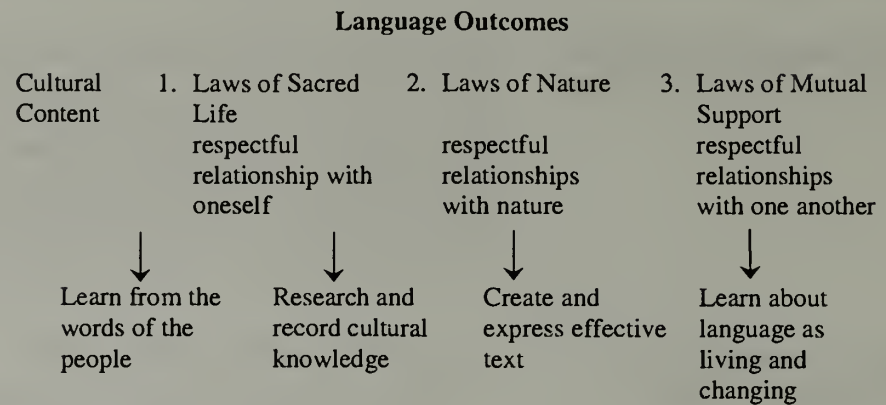 Language Outcomes
Cultural Content
1. Laws of Sacred Life
respectful relationship with oneself
2. Laws of Nature
respectful relationships with nature
3. Laws of Mutual Support
respectful relationships with one another
Learn from the words of the people
Research and record cultural knowledge
Create and express effective text
Learn about language as living and changing